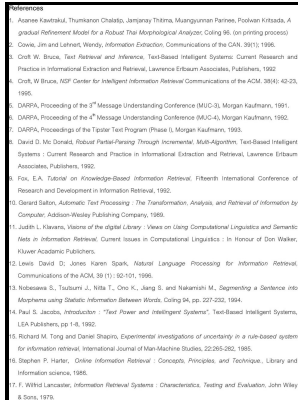 References
1. Asanee Kawtrakul, Thumkanon Chalatip, Jamjanay Thitima, Muangyunnan Parinee, Poolwan Kritsada, A
gradual Refinement Model for a Robust Thai Morphological Analyzer, Coling 96. (on printing process)
2. Cowie, Jim and Lehnert, Wendy, Information Extraction, Communications of the CAN. 39(1); 1996.
3. Croft W. Bruce, Text Retrieval and Inference, Text-Based Intelligent Systems: Current Research and
Practice in Informational Extraction and Retrieval, Lawrence Erlbaum Associates, Publishers, 1992
4. Croft, W Bruce, NSF Center for Intelligent Information Retrieval Communications of the ACM. 38(4): 42-23,
1995.
5. DARPA, Proceeding of the 3rd Message Understanding Conference (MUC-3), Morgan Kaufmann, 1991.
6. DARPA, Proceeding of the 4th Message Understanding Conference (MUC-4), Morgan Kaufmann, 1992.
7. DARPA, Proceedings of the Tipster Text Program (Phase I), Morgan Kaufmann, 1993.
8. David D. Mc Donald, Robust Partial-Parsing Through Incremental, Multi-Algorithm, Text-Based Intelligent
Systems : Current Research and Practice in Informational Extraction and Retrieval, Lawrence Erlbaum
Associates, Publishers, 1992.
9. Fox, E.A. Tutorial on Knowledge-Based Information Retrieval, Fifteenth International Conference of
Research and Development in Information Retrieval, 1992.
10. Gerard Salton, Automatic Text Processing : The Transformation, Analysis, and Retrieval of Information by
Computer, Addison-Wesley Publishing Company, 1989.
11. Judith L, Klavans, Visions of the digital Library : Views on Using Computational Linguistics and Semantic
Nets in Information Retrieval, Current Issues in Computational Linguistics : In Honour of Don Walker,
Kluwer Academic Publichers.
12. Lewis David D; Jones Karen Spark, Natural Language Processing for Information Retrieval,
Communications of the ACM, 39 (1) : 92-101, 1996.
13. Nobesawa S., Tsutsumi J., Nitta T., Ono K., Jiang S. and Nakanishi M., Segmenting a Sentence into
Morphems using Statistic Information Between Words, Coling 94, pp. 227-232, 1994.
14. Paul S. Jacobs, Introduciton : "Text Power and Intelligent Systems", Text-Based Intelligent Systems,
LEA Publishers, pp 1-8, 1992.
15. Richard M. Tong and Daniel Shapiro, Experimental investigations of uncertainty in a rule-based system
for information retrieval, International Journal of Man-Machine Studies, 22:265-282, 1985.
16. Stephen P, Harter, Online Information Retrieval : Concepts, Principles, and Technique., Library and
Information science, 1986.
17. F. Wilfrid Lancaster, Information Retrieval Systems : Characteristics, Testing and Evaluation, John Wiley
& Sons, 1979.